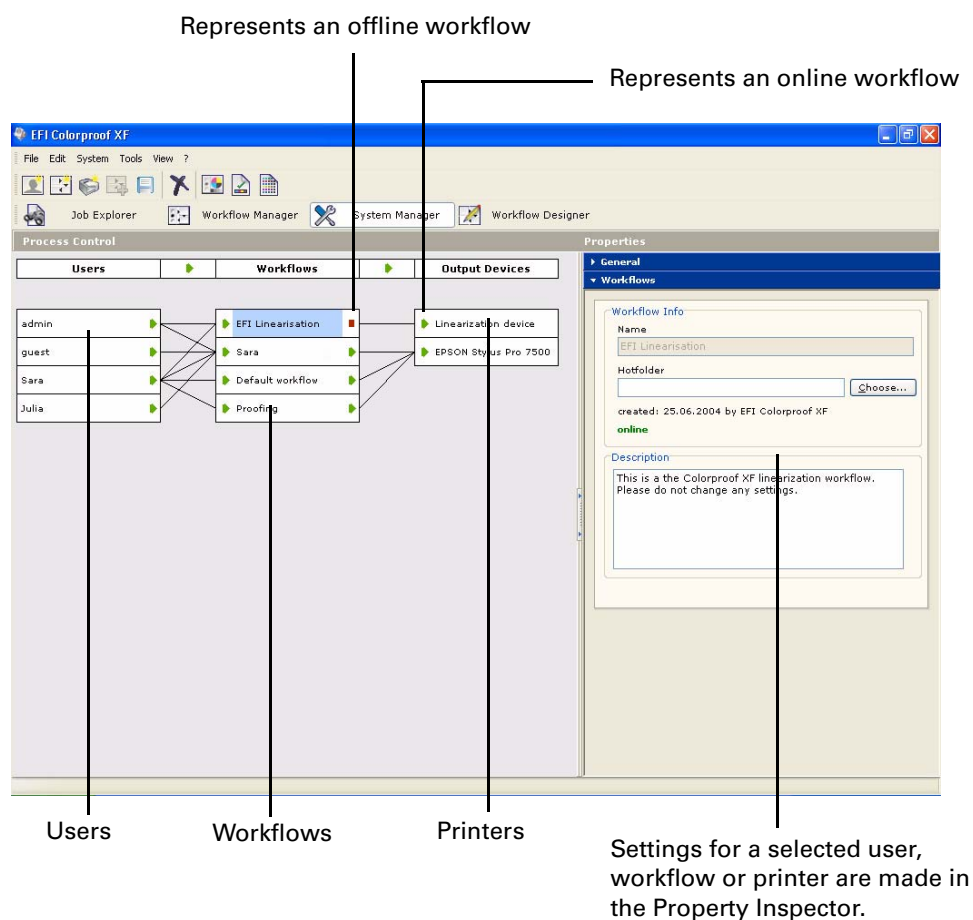 Represents an offline workflow
Represents an online workflow
EFI Colorproof XF
File Edit System Tools View ?
Job Explorer Workflow Manager System Manager Workflow Designer
Process Control Properties
Users Workflows Output Devices
General
Workflows
admin EFI Linearisation Linearization device
guest Sara EPSON Stylus Pro 7500
Sara Default workflow
Julia Proofing
Workflow Info
Name
EFI Linearisation
Hotfolder
Choose...
created: 25.06.2004 by EFI Colorproof XF
online
Description
This is a the Colorproof XF linearization workflow.
Please do not change any settings.
Users Workflows Printers
Settings for a selected user,
workflow or printer are made in
the Property Inspector.